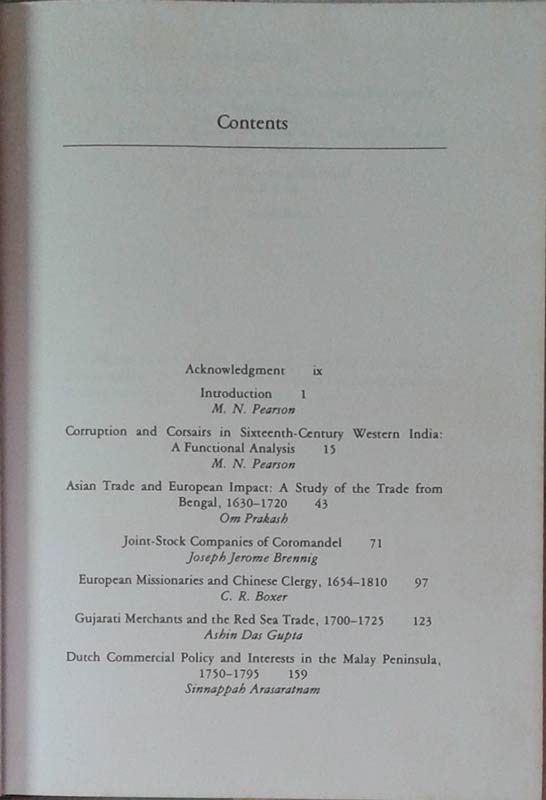 Contents
Acknowledgment ix
Introduction 1
M. N. Pearson
Corruption and Corsairs in Sixteenth-Century Western India:
A Functional Analysis 15
M. N. Pearson
Asian Trade and European Impact: A Study of the Trade from
Bengal, 1630–1720 43
Om Prakash
Joint-Stock Companies of Coromandel 71
Joseph Jerome Brennig
European Missionaries and Chinese Clergy, 1654–1810 97
C. R. Boxer
Gujarati Merchants and the Red Sea Trade, 1700–1725 123
Ashin Das Gupta
Dutch Commercial Policy and Interests in the Malay Peninsula,
1750–1795 159
Sinnappah Arasaratnam